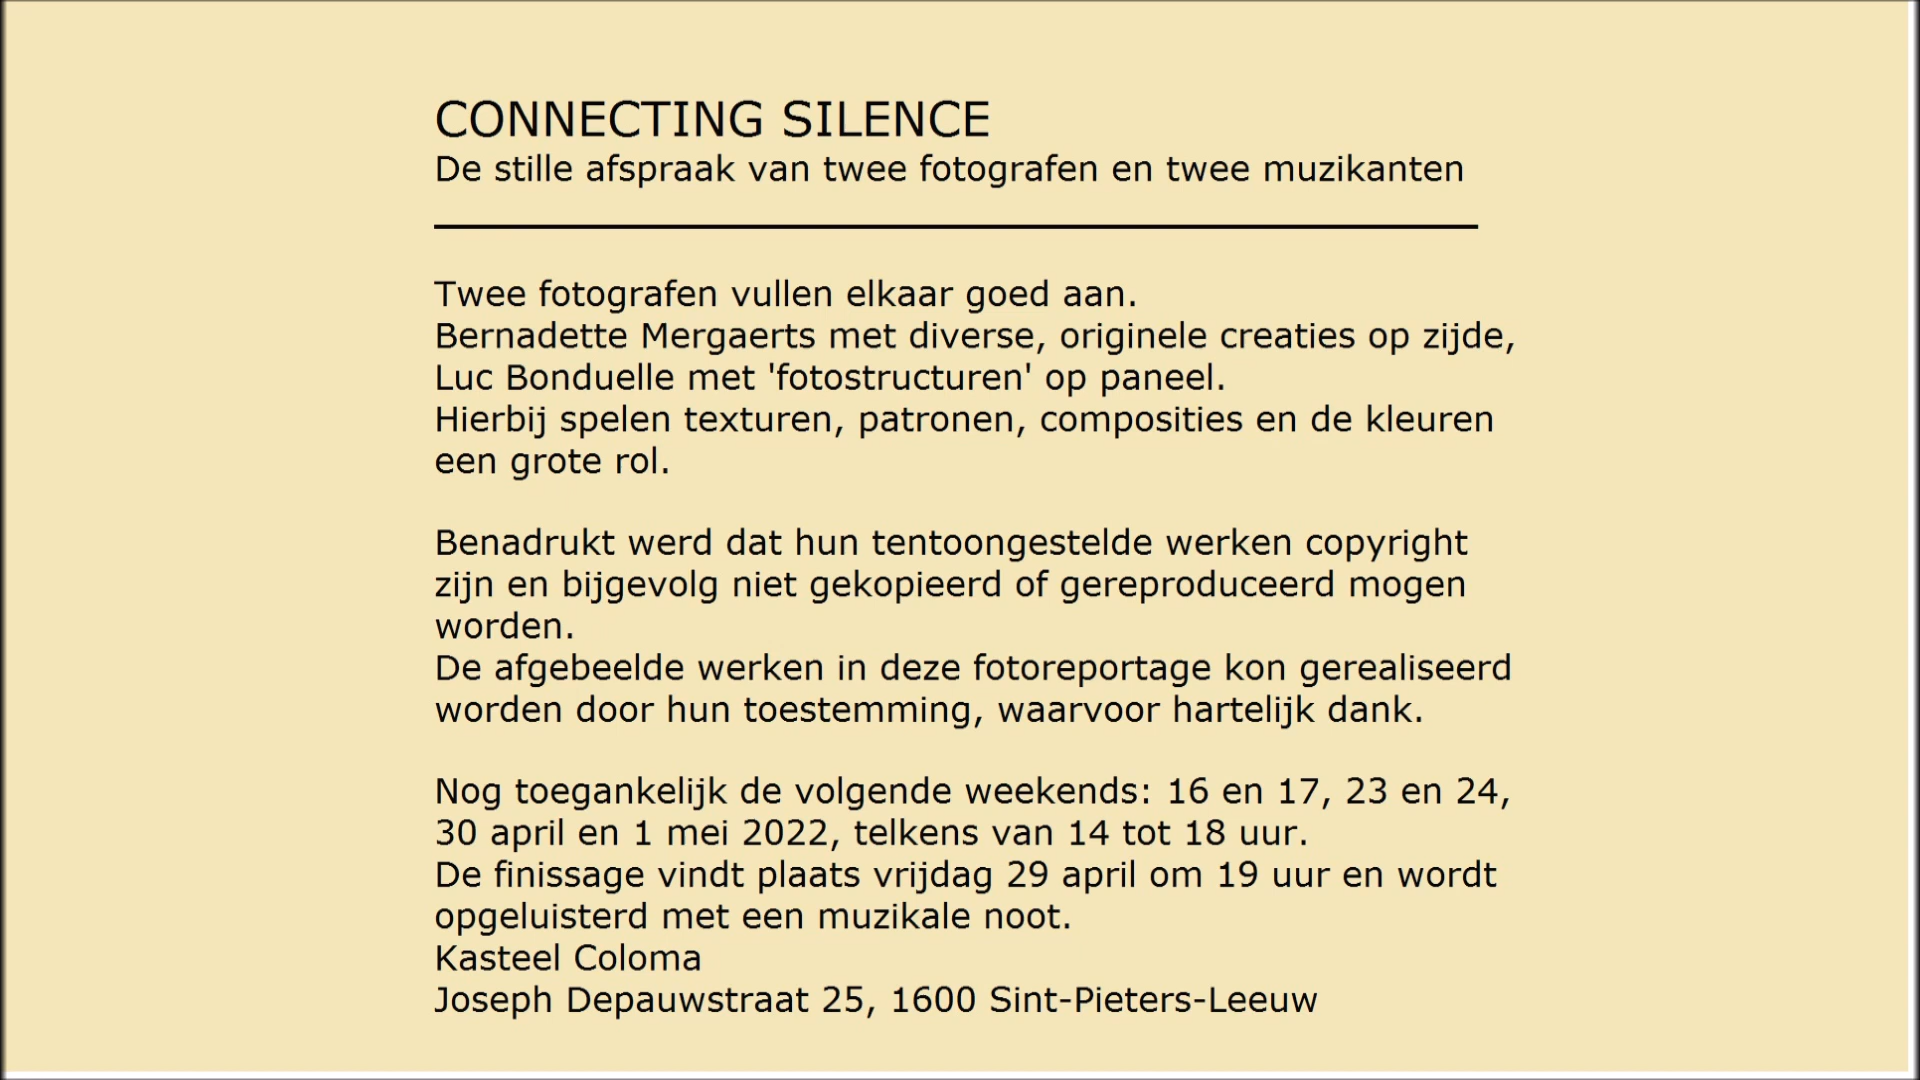 CONNECTING SILENCE
De stille afspraak van twee fotografen en twee muzikanten
Twee fotografen vullen elkaar goed aan.
Bernadette Mergaerts met diverse, originele creaties op zijde,
Luc Bonduelle met 'fotostructuren' op paneel.
Hierbij spelen texturen, patronen, composities en de kleuren
een grote rol.
Benadrukt werd dat hun tentoongestelde werken copyright
zijn en bijgevolg niet gekopieerd of gereproduceerd mogen
worden.
De afgebeelde werken in deze fotoreportage kon gerealiseerd
worden door hun toestemming, waarvoor hartelijk dank.
Nog toegankelijk de volgende weekends: 16 en 17, 23 en 24,
30 april en 1 mei 2022, telkens van 14 tot 18 uur.
De finissage vindt plaats vrijdag 29 april om 19 uur en wordt
opgeluisterd met een muzikale noot.
Kasteel Coloma
Joseph Depauwstraat 25, 1600 Sint-Pieters-Leeuw